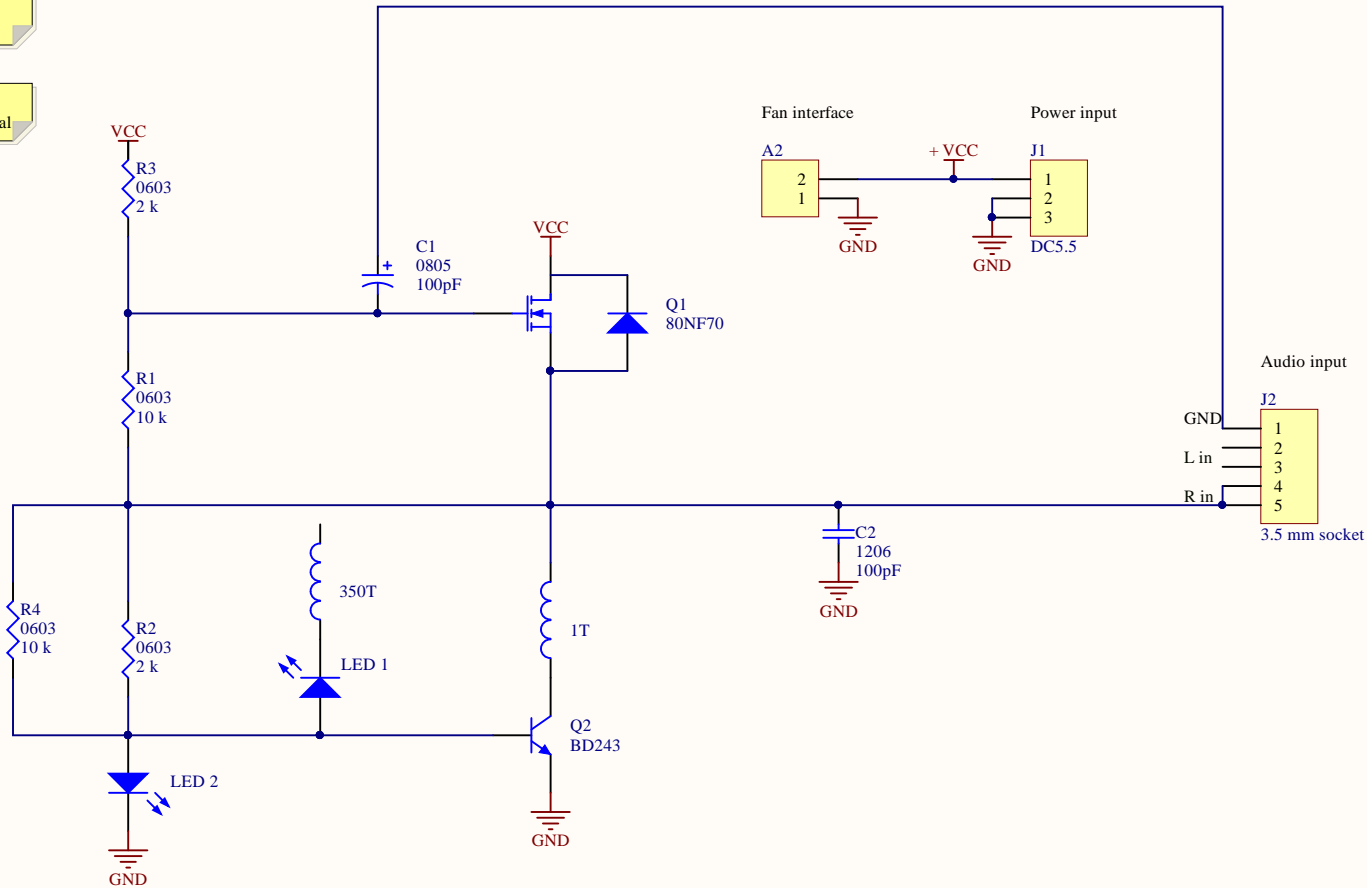 al
VCC
R3
0603
2 k
Fan interface
A2
2
1
GND
+ VCC
Power input
J1
1
2
3
DC5.5
GND
C1
0805
100pF
+
VCC
Q1
80NF70
R1
0603
10 k
Audio input
J2
GND
L in
R in
1
2
3
4
5
3.5 mm socket
C2
1206
100pF
GND
R4
0603
10 k
R2
0603
2 k
350T
LED 1
1T
Q2
BD243
GND
LED 2
GND